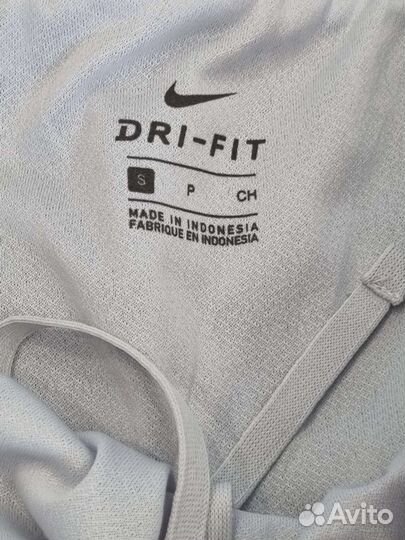 DRI-FIT
S P CH
MADE IN INDONESIA
FABRIQUE EN INDONESIA
Avito